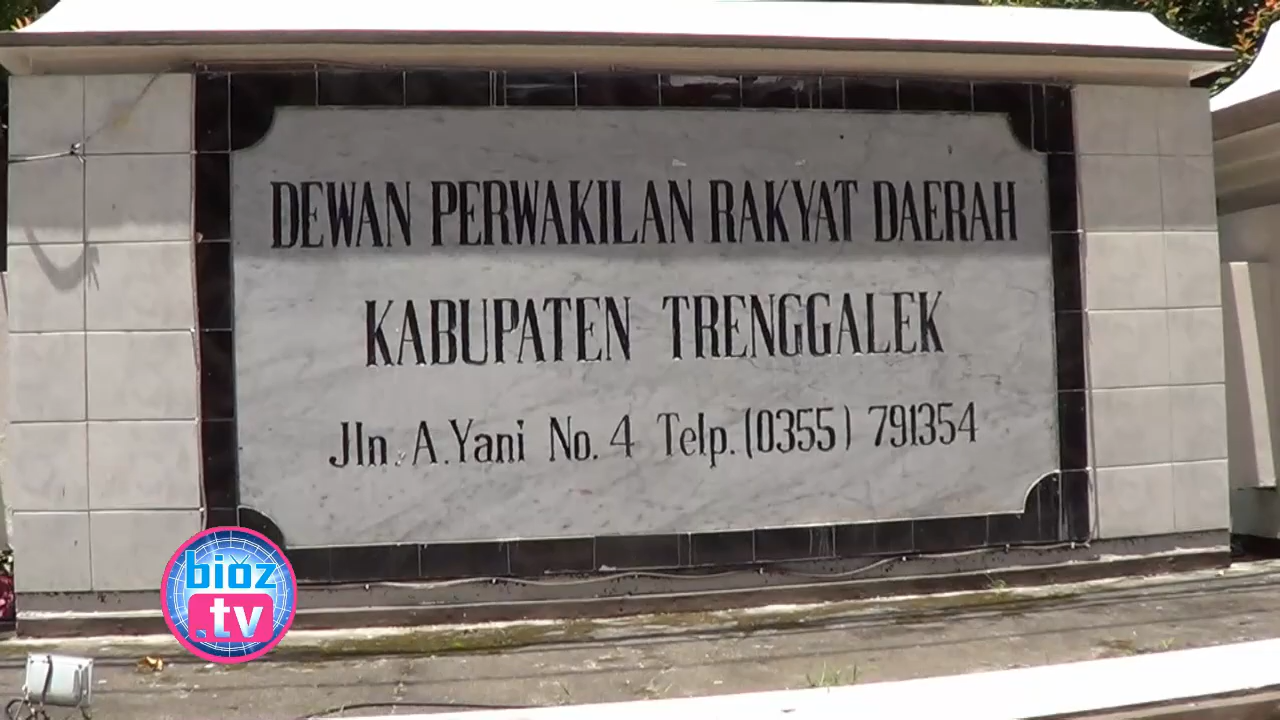 DEWAN PERWAKILAN RAKYAT DAERAH
KABUPATEN TRENGGALEK
Jln. A. Yani No. 4 Telp. (0355) 791354
bioz
.tv